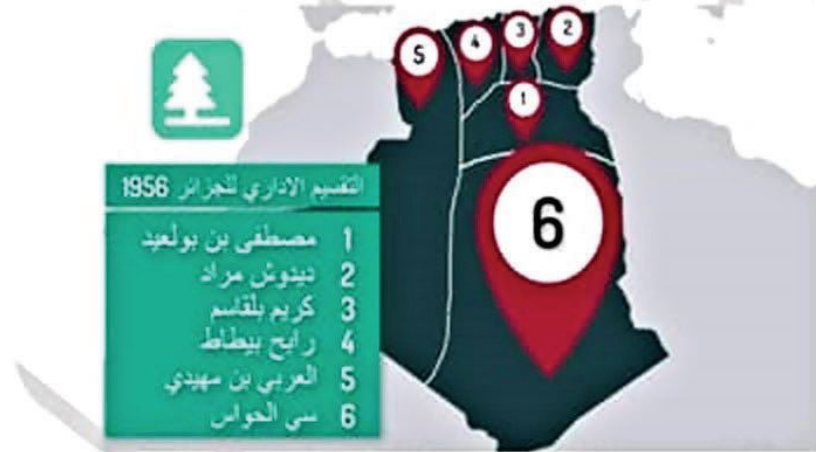 5
4
3
2
1
6
التقسيم الاداري للجزائر 1956
1 مصطفى بن بولعيد
2 ديدوش مراد
3 كريم بلقاسم
4 رابح بيطاط
5 العربي بن مهيدي
6 سي الحواس